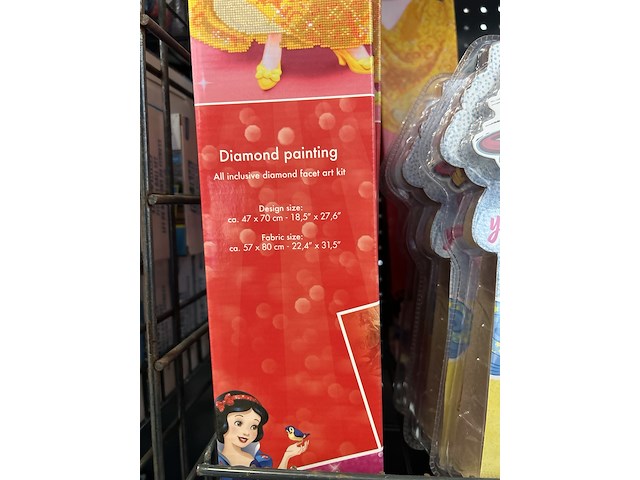 Diamond painting
All inclusive diamond facet art kit
Design size:
ca. 47 x 70 cm - 18,5" x 27,6"
Fabric size:
ca. 57 x 80 cm - 22,4" x 31,5"